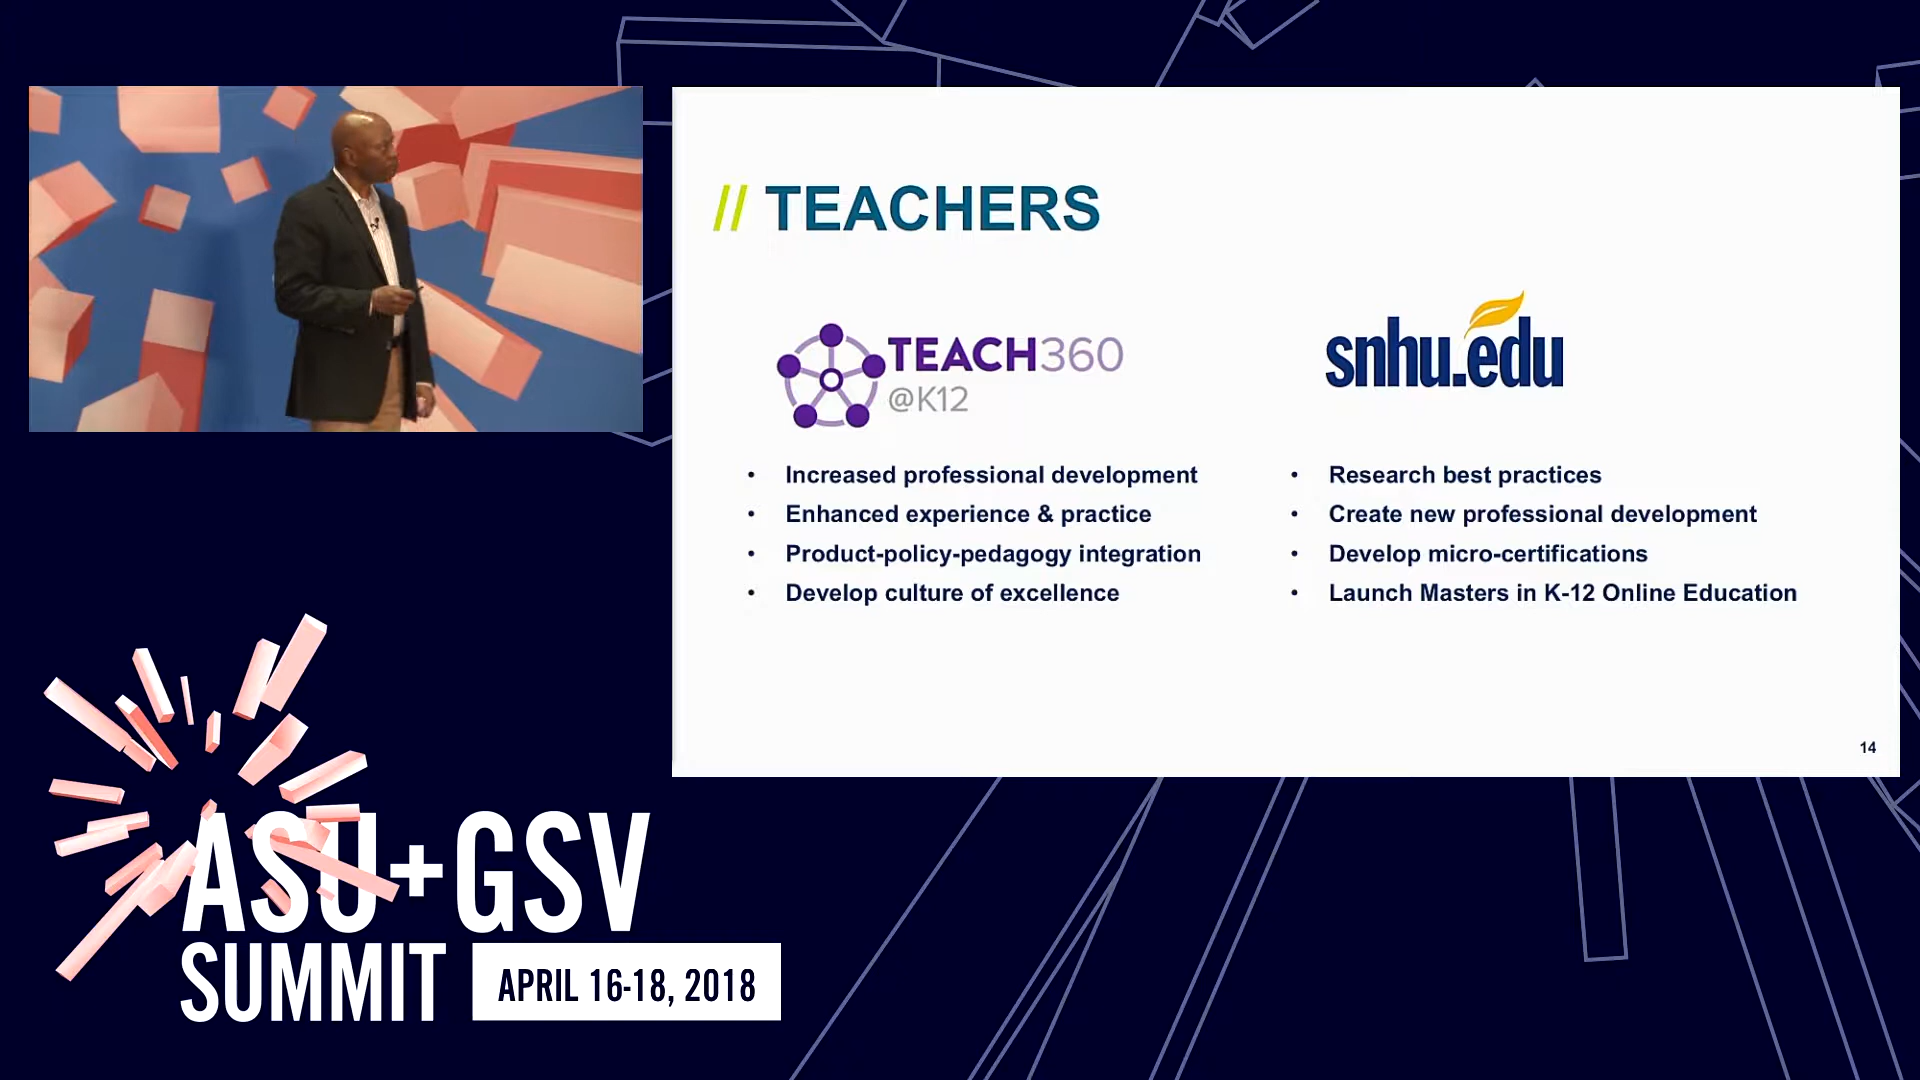 // TEACHERS
TEACH360
@K12
• Increased professional development
• Enhanced experience & practice
• Product-policy-pedagogy integration
• Develop culture of excellence
snhu.edu
• Research best practices
• Create new professional development
• Develop micro-certifications
• Launch Masters in K-12 Online Education
14
ASU+GSV
SUMMIT
APRIL 16-18, 2018